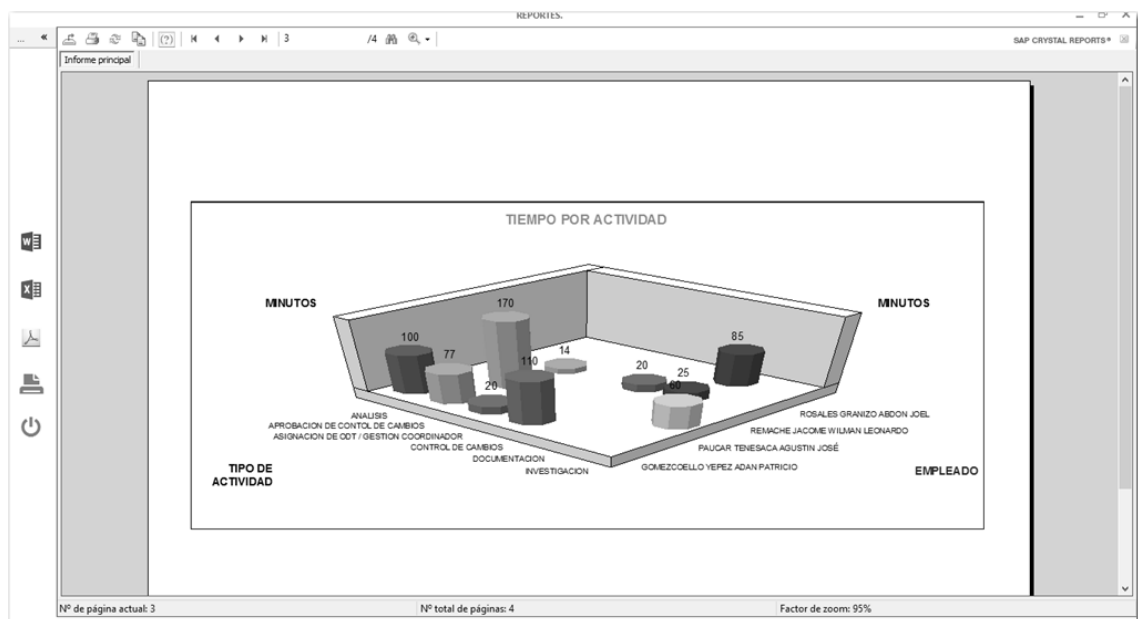 REPORTES.
... «
3 /4
SAP CRYSTAL REPORTS®
Informe principal
TIEMPO POR ACTIVIDAD
MINUTOS
MINUTOS
170
100
77
20
110
14
20
25
60
85
ANALISIS
APROBACION DE CONTOL DE CAMBIOS
ASIGNACION DE ODT / GESTION COORDINADOR
CONTROL DE CAMBIOS
DOCUMENTACION
INVESTIGACION
ROSALES GRANIZO ABDON JOEL
REMACHE JACOME WILMAN LEONARDO
PAUCAR TENESACA AGUSTIN JOSÉ
GOMEZCOELLO YEPEZ ADAN PATRICIO
TIPO DE
ACTIVIDAD
EMPLEADO
Nº de página actual: 3
Nº total de páginas: 4
Factor de zoom: 95%